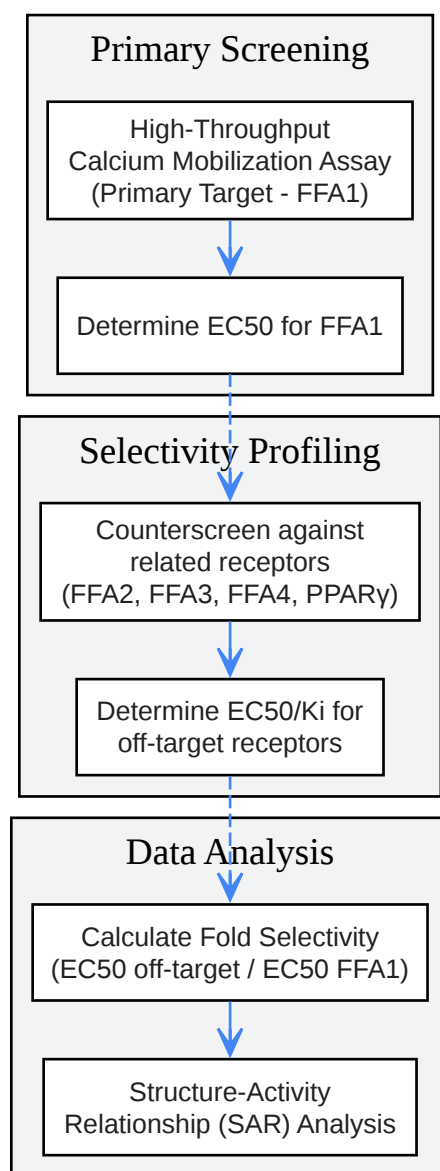 Primary Screening
High-Throughput
Calcium Mobilization Assay
(Primary Target - FFA1)
Determine EC50 for FFA1
Selectivity Profiling
Counterscreen against
related receptors
(FFA2, FFA3, FFA4, PPARγ)
Determine EC50/Ki for
off-target receptors
Data Analysis
Calculate Fold Selectivity
(EC50 off-target / EC50 FFA1)
Structure-Activity
Relationship (SAR) Analysis